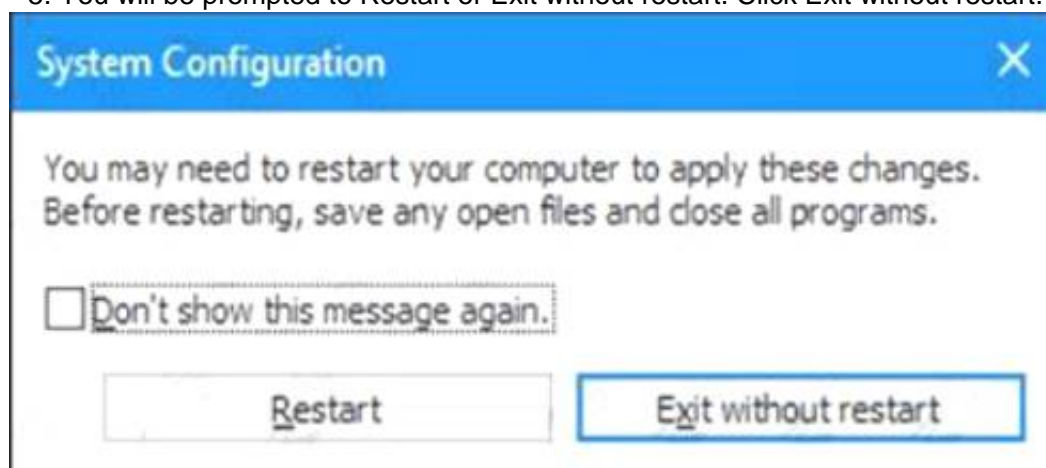 You will be prompted to Restart or Exit without restart. Click Exit without restart.
System Configuration
You may need to restart your computer to apply these changes.
Before restarting, save any open files and close all programs.
Don't show this message again.
Restart
Exit without restart